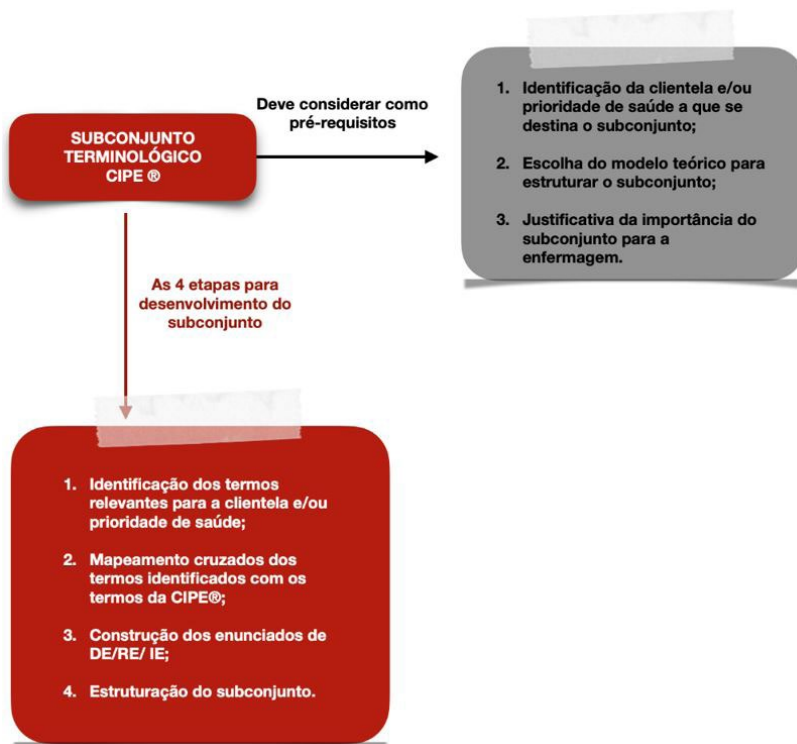 SUBCONJUNTO
TERMINOLÓGICO
CIPE ®
Deve considerar como
pré-requisitos
1. Identificação da clientela e/ou
prioridade de saúde a que se
destina o subconjunto;
2. Escolha do modelo teórico para
estruturar o subconjunto;
3. Justificativa da importância do
subconjunto para a
enfermagem.
As 4 etapas para
desenvolvimento do
subconjunto
1. Identificação dos termos
relevantes para a clientela e/ou
prioridade de saúde;
2. Mapeamento cruzados dos
termos identificados com os
termos da CIPE®;
3. Construção dos enunciados de
DE/RE/ IE;
4. Estruturação do subconjunto.